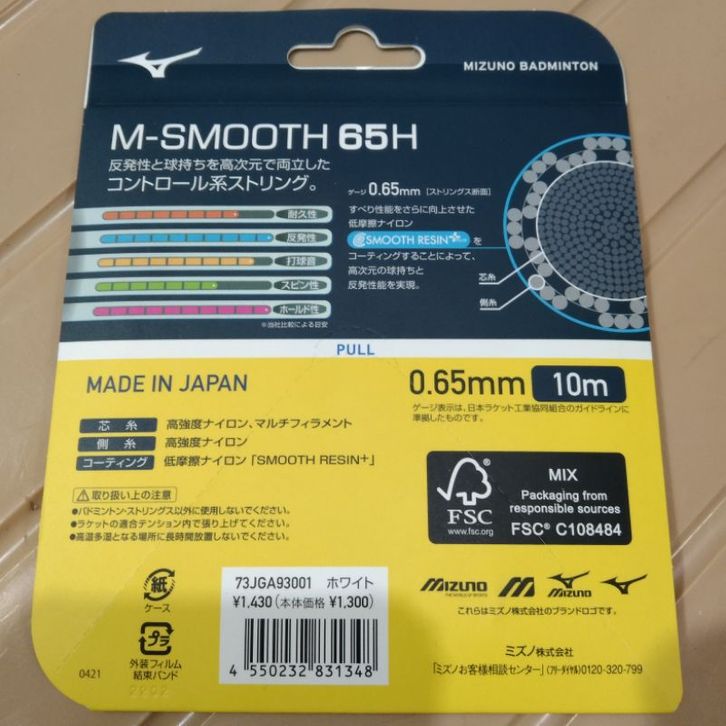 MIZUNO BADMINTON
M-SMOOTH 65H
反発性と球持ちを高次元で両立した
コントロール系ストリング。
耐久性
反発性
打球音
スピン性
ホールド性
※当社比較による目安
ゲージ 0.65mm [ストリングス断面]
すべり性能をさらに向上させた
低摩擦ナイロン
SMOOTH RESIN+ を
コーティングすることによって、
高次元の球持ちと
反発性能を実現。
芯糸
側糸
PULL
MADE IN JAPAN
0.65mm 10m
ゲージ表示は、日本ラケット工業協同組合のガイドラインに
準拠したものです。
芯糸 高強度ナイロン、マルチフィラメント
側糸 高強度ナイロン
コーティング 低摩擦ナイロン「SMOOTH RESIN+」
取り扱い上の注意
●バドミントン・ストリングス以外に使用しないでください。
●ラケットの適合テンション内で張り上げてください。
●高温多湿となる場所に長時間放置しないでください。
FSC
www.fsc.org
MIX
Packaging from
responsible sources
FSC® C108484
紙
ケース
プラ
外装フィルム
結束バンド
0421
2202
73JGA93001 ホワイト
¥1,430(本体価格 ¥1,300)
4 550232 831348
MIZUNO
THE WORLD OF SPORTS
MIZUNO
これらはミズノ株式会社のブランドロゴです。
ミズノ株式会社
「ミズノお客様相談センター」(フリーダイヤル)0120-320-799